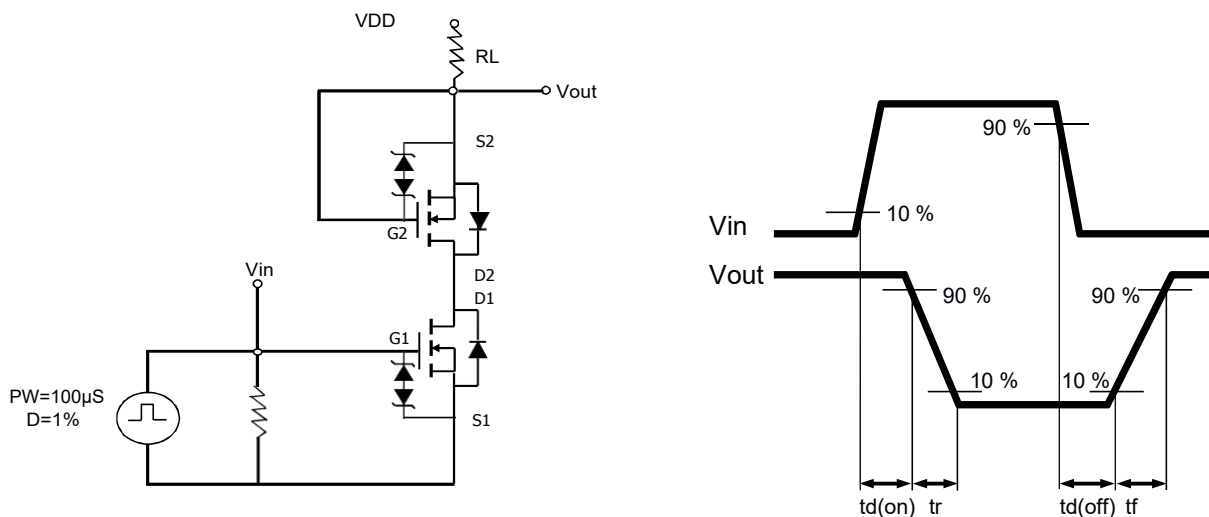 VDD
RL
Vout
S2
G2
D2
D1
Vin
G1
S1
PW=100μS
D=1%
90 %
10 %
Vin
Vout
90 %
90 %
10 %
10 %
td(on) tr
td(off) tf